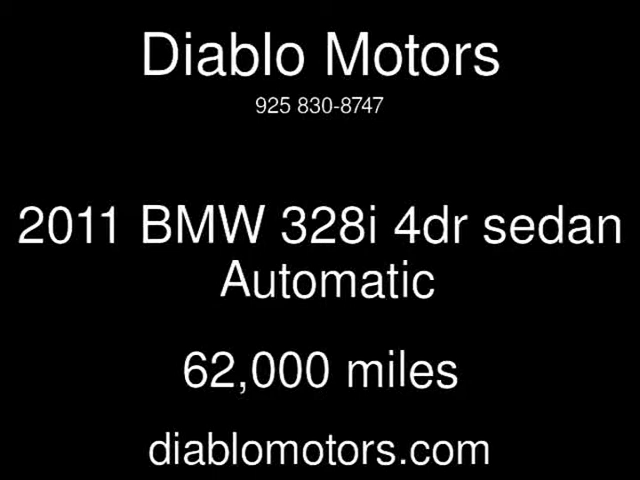 Diablo Motors
925 830-8747
2011 BMW 328i 4dr sedan
Automatic
62,000 miles
diablomotors.com